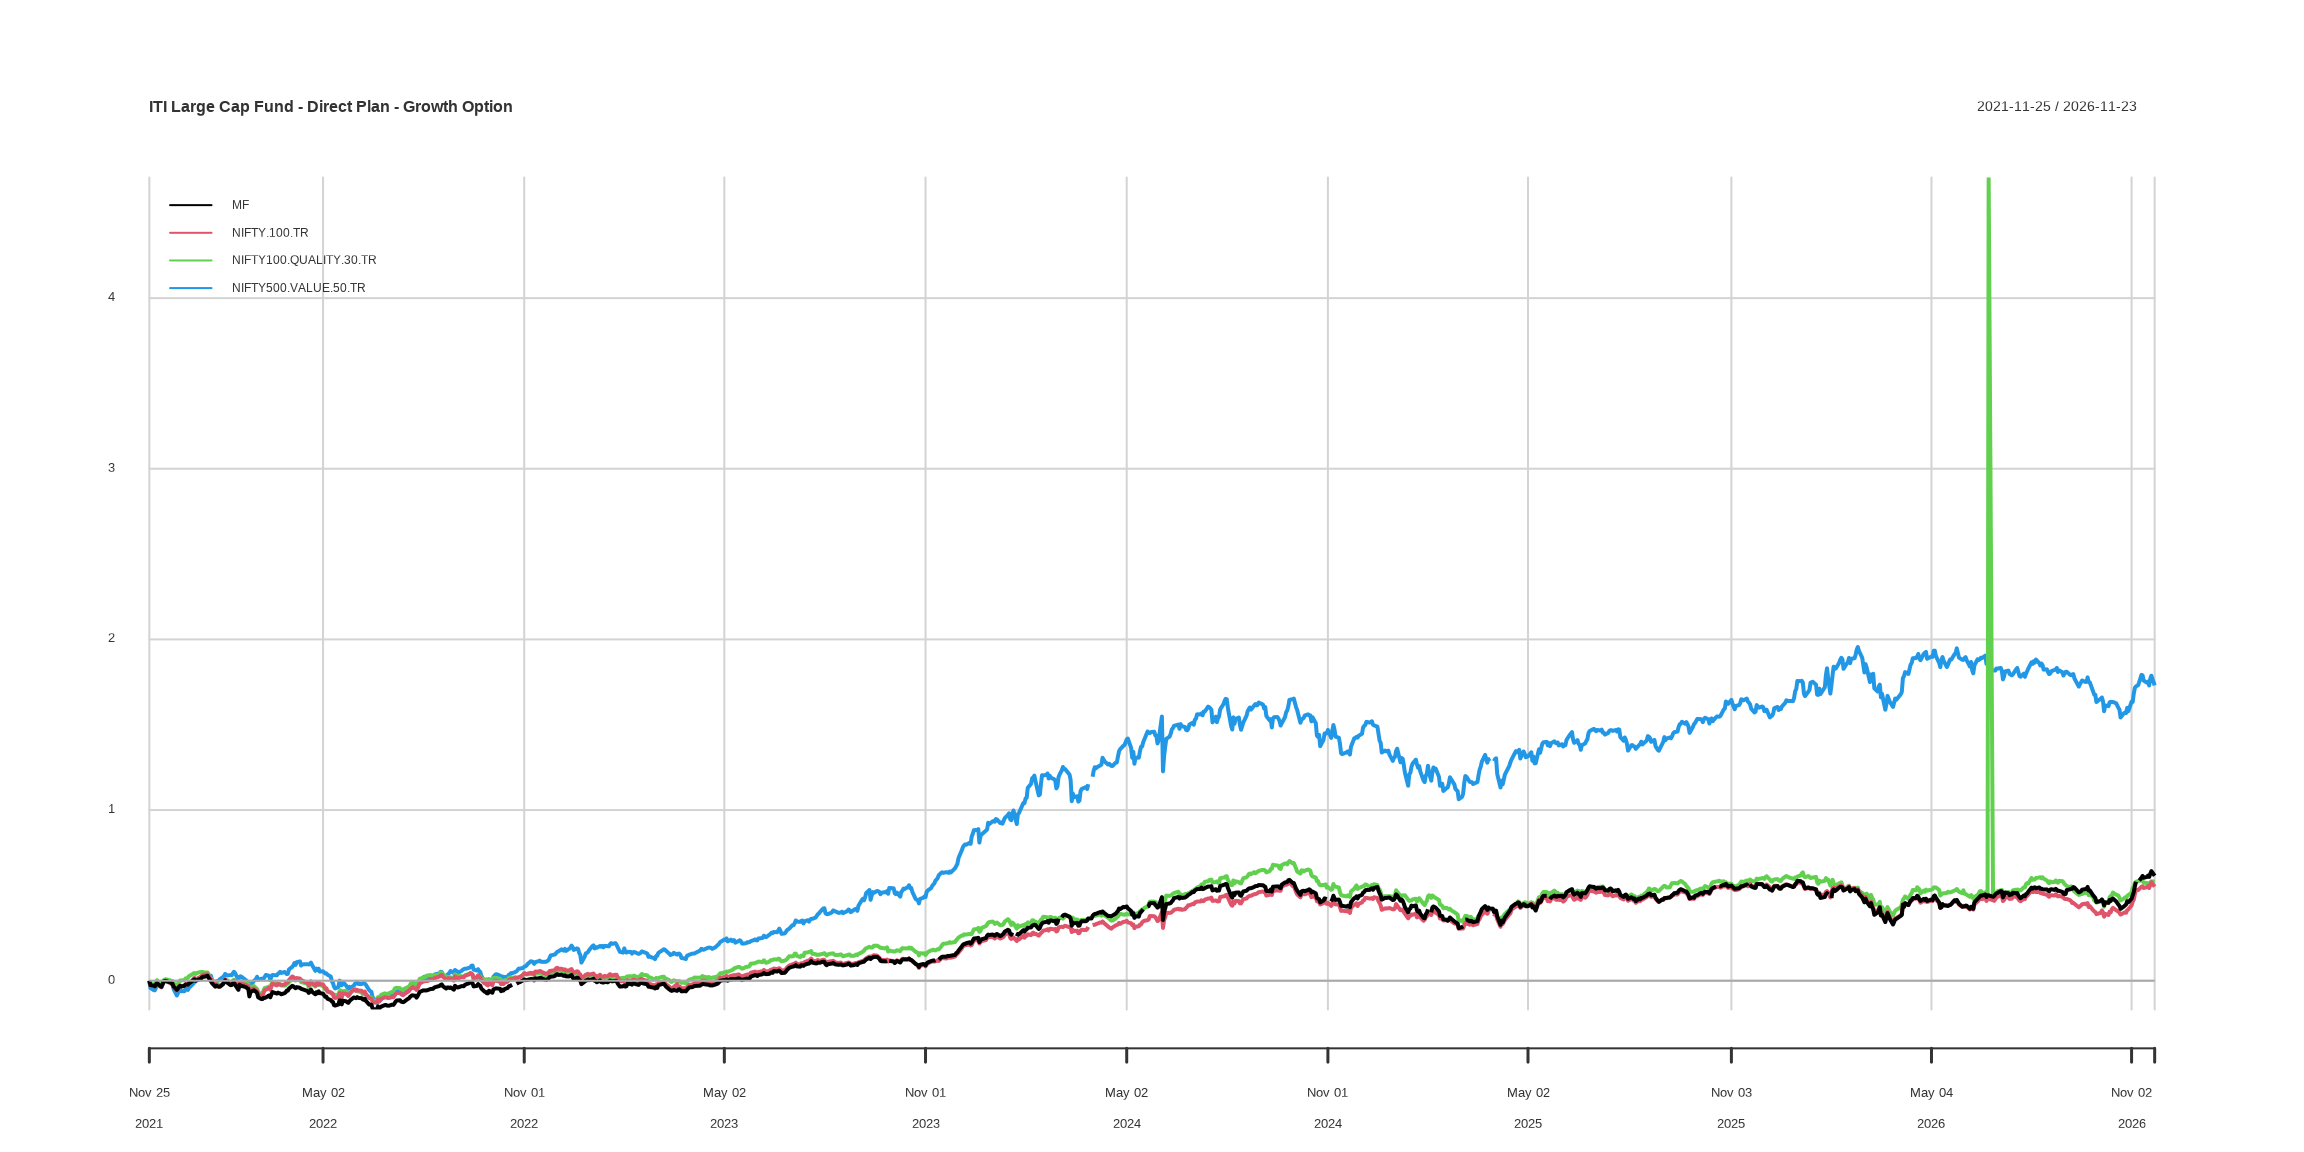 ITI Large Cap Fund - Direct Plan - Growth Option
2021-11-25 / 2026-11-23
MF
NIFTY.100.TR
NIFTY100.QUALITY.30.TR
NIFTY500.VALUE.50.TR
4
3
2
1
0
Nov 25 May 02 Nov 01 May 02 Nov 01 May 02 Nov 01 May 02 Nov 03 May 04 Nov 02
2021 2022 2022 2023 2023 2024 2024 2025 2025 2026 2026